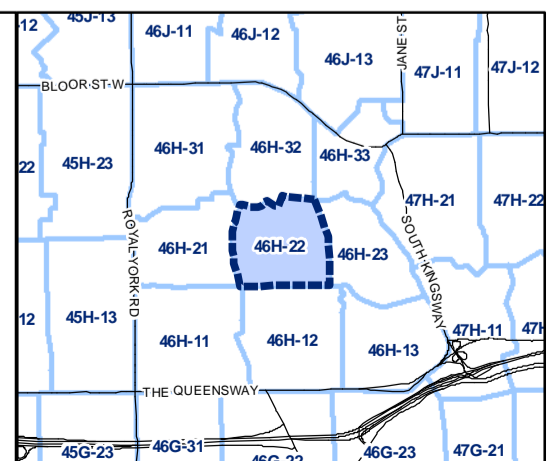 -12
45J-13
46J-11
46J-12
46J-13
JANE ST
47J-11
47J-12
BLOOR ST W
22
45H-23
46H-31
46H-32
46H-33
47H-21
47H-22
ROYAL YORK RD
46H-21
46H-22
46H-23
SOUTH KINGSWAY
12
45H-13
46H-11
46H-12
46H-13
47H-11
47H
THE QUEENSWAY
45G-23
46G-31
46G-22
46G-23
47G-21